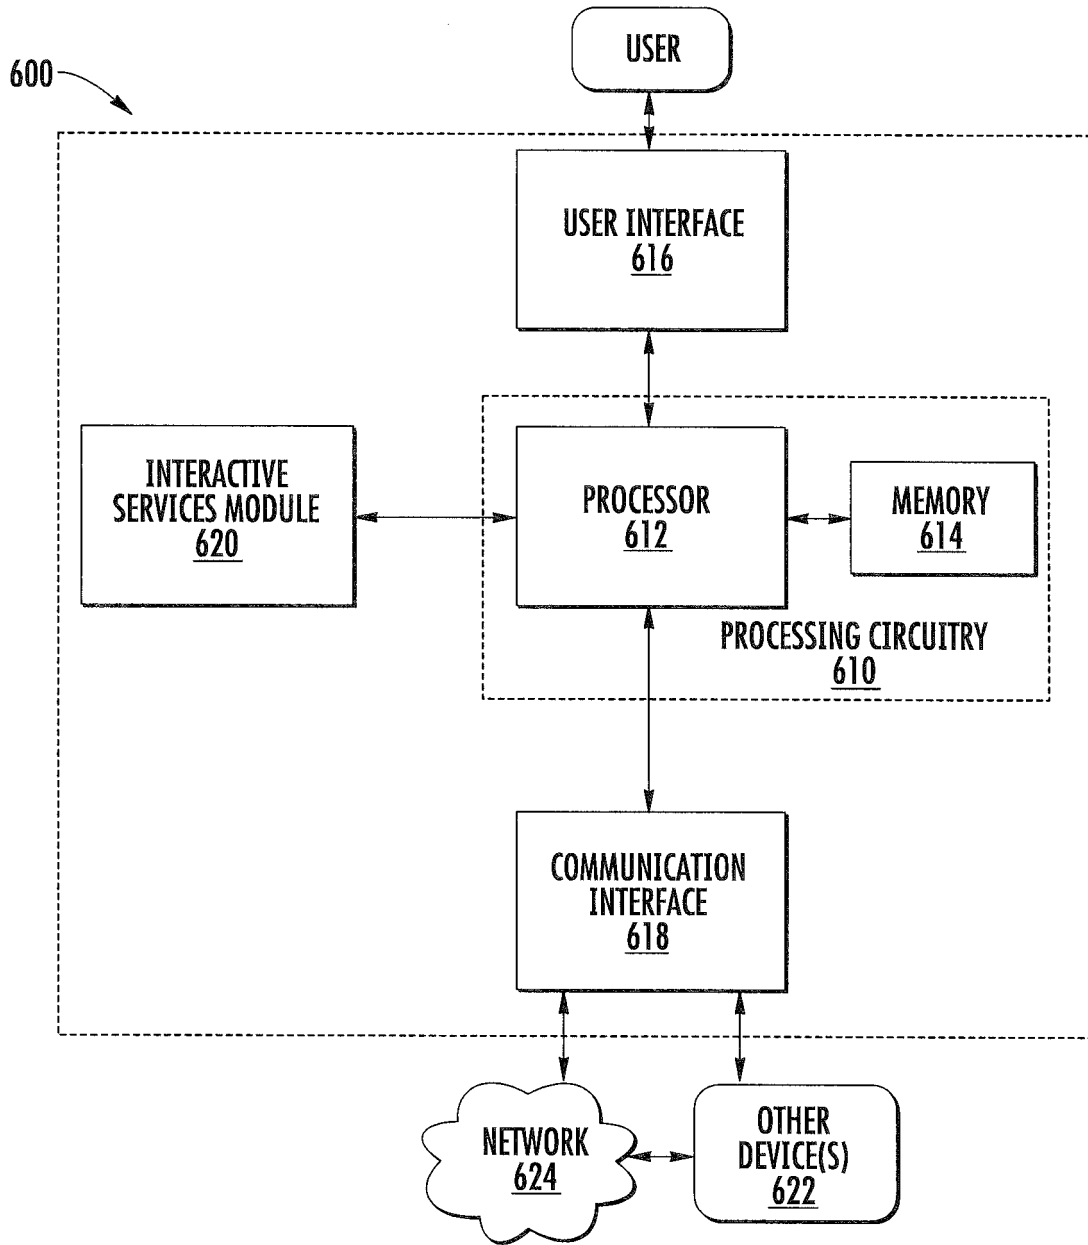 USER
600
USER INTERFACE
616
INTERACTIVE
SERVICES MODULE
620
PROCESSOR
612
MEMORY
614
PROCESSING CIRCUITRY
610
COMMUNICATION
INTERFACE
618
NETWORK
624
OTHER
DEVICE(S)
622